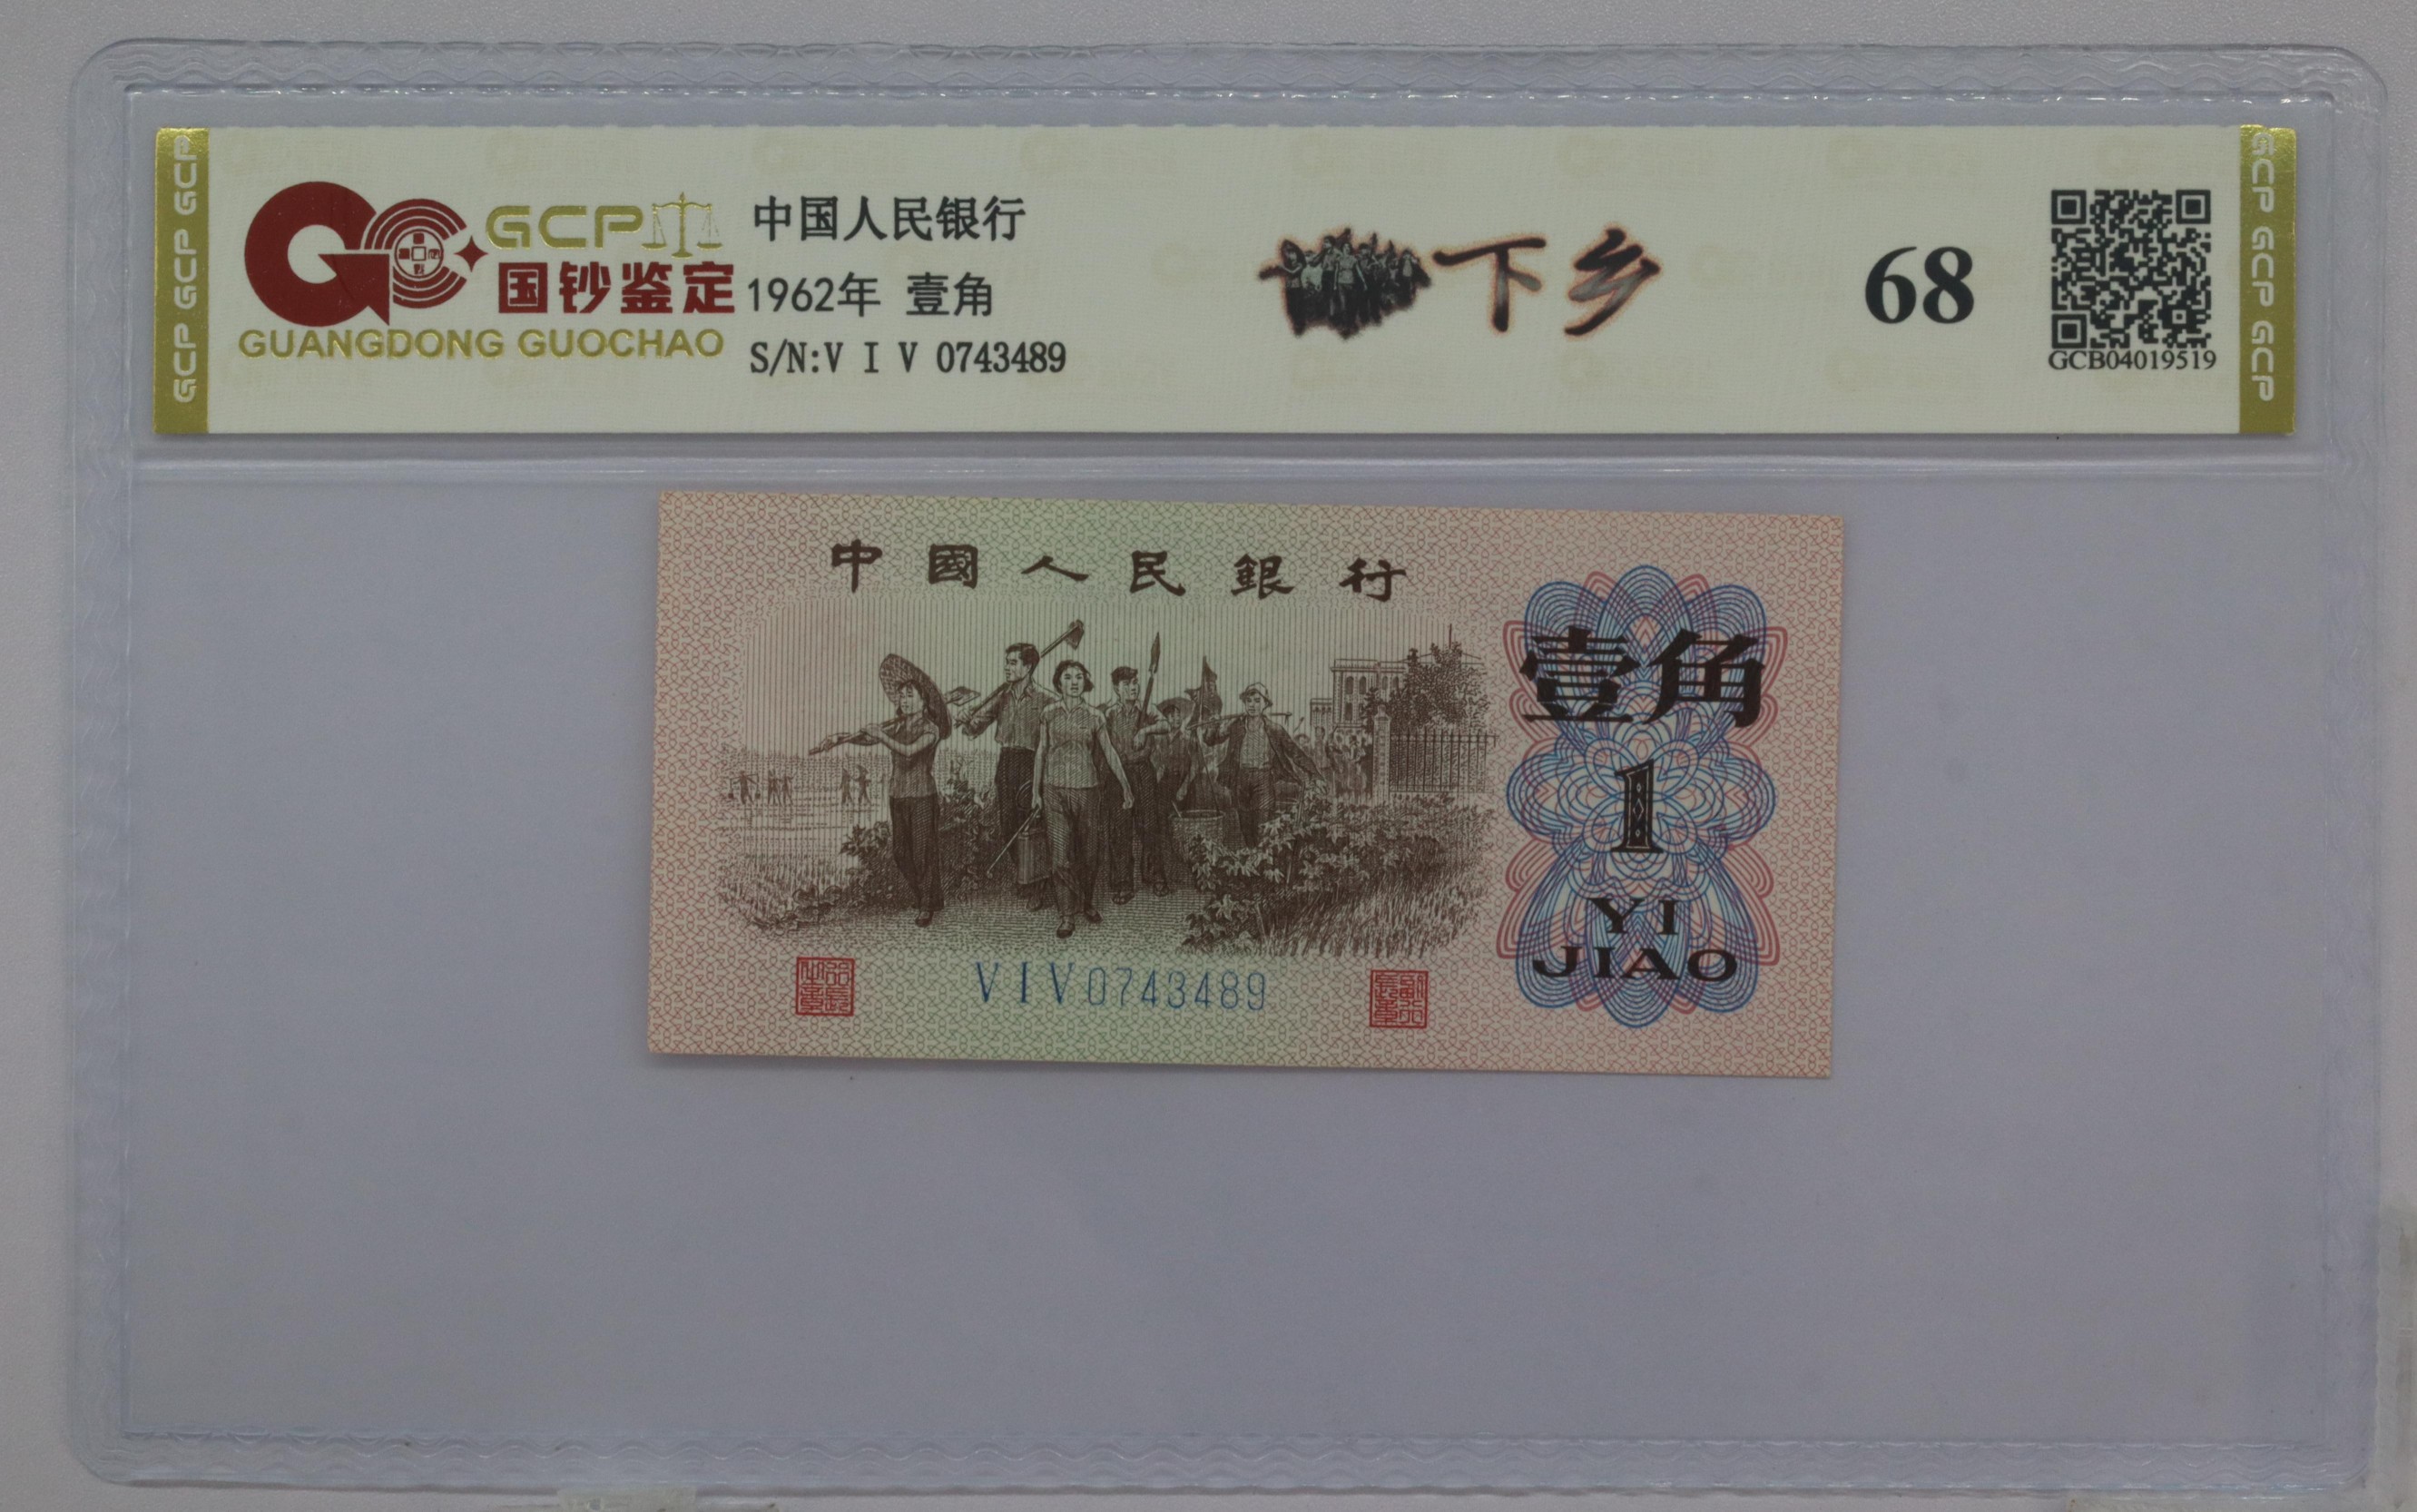 GCP GCP GCP
GCP
国钞鉴定
GUANGDONG GUOCHAO
中国人民银行
1962年 壹角
S/N:V I V 0743489
下乡
68
GCB04019519
GCP GCP GCP
中國人民銀行
壹角
1
YI
JIAO
V I V 0743489